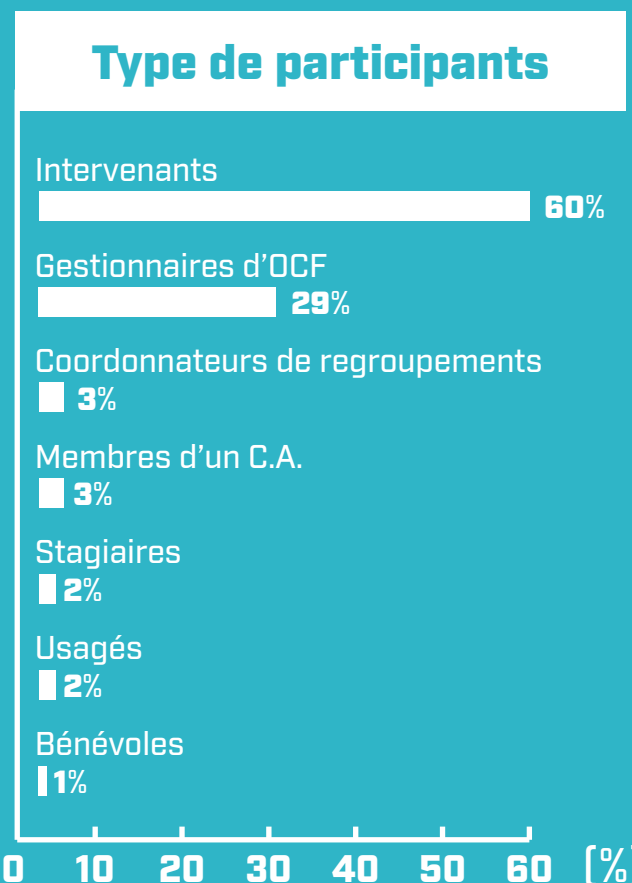 Type de participants
Intervenants
60%
Gestionnaires d'OCF
29%
Coordonnateurs de regroupements
3%
Membres d'un C.A.
3%
Stagiaires
2%
Usagés
2%
Bénévoles
1%
0 10 20 30 40 50 60 [%]